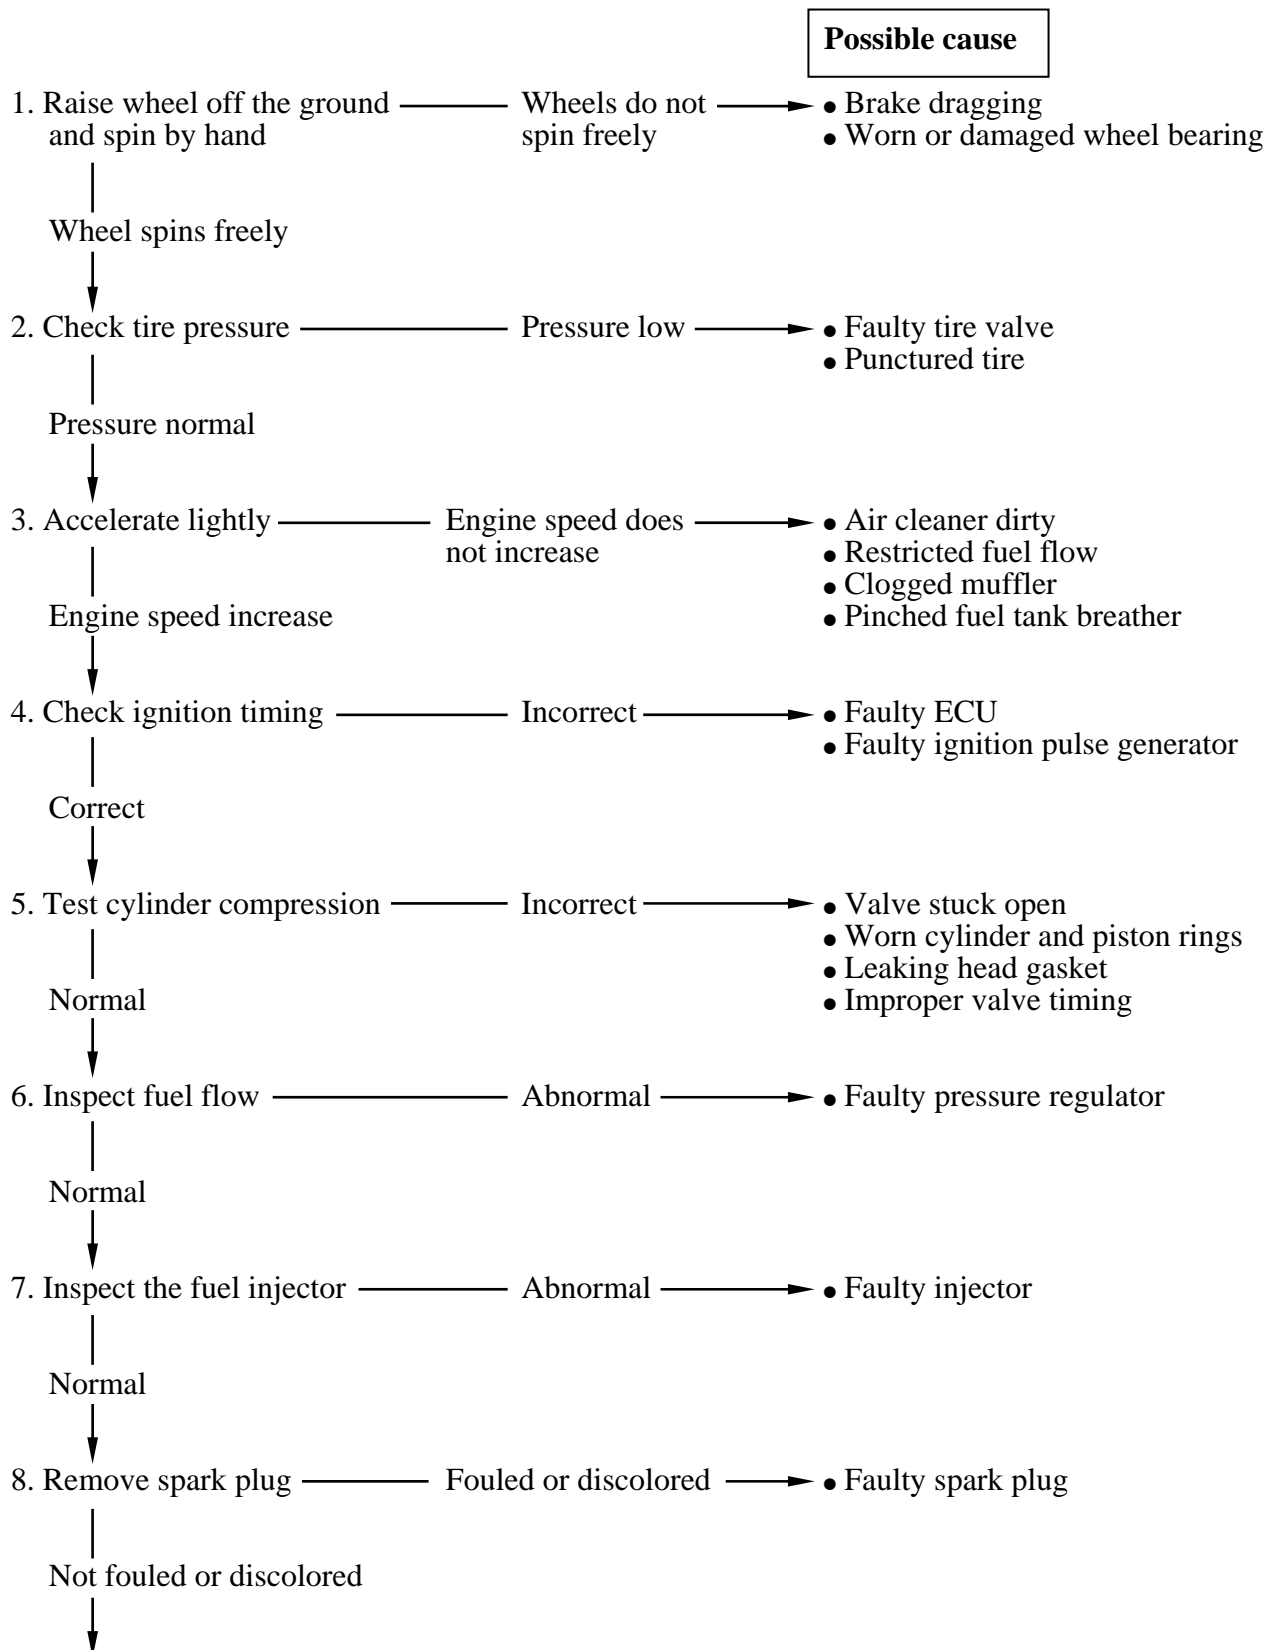 Possible cause
1. Raise wheel off the ground Wheels do not ● Brake dragging
and spin by hand spin freely ● Worn or damaged wheel bearing
Wheel spins freely
2. Check tire pressure Pressure low ● Faulty tire valve
● Punctured tire
Pressure normal
3. Accelerate lightly Engine speed does ● Air cleaner dirty
not increase ● Restricted fuel flow
● Clogged muffler
Engine speed increase ● Pinched fuel tank breather
4. Check ignition timing Incorrect ● Faulty ECU
● Faulty ignition pulse generator
Correct
5. Test cylinder compression Incorrect ● Valve stuck open
● Worn cylinder and piston rings
● Leaking head gasket
Normal ● Improper valve timing
6. Inspect fuel flow Abnormal ● Faulty pressure regulator
Normal
7. Inspect the fuel injector Abnormal ● Faulty injector
Normal
8. Remove spark plug Fouled or discolored ● Faulty spark plug
Not fouled or discolored